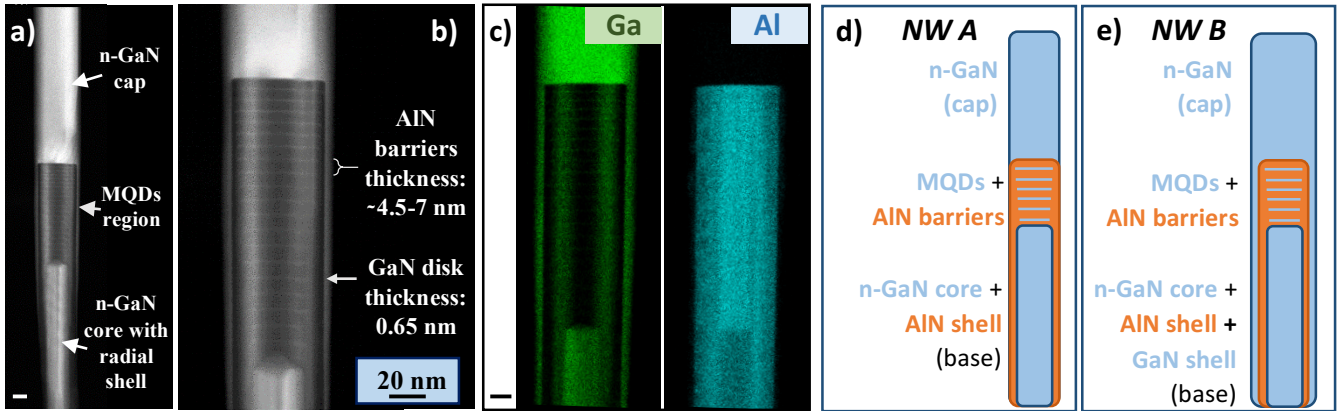 a)
n-GaN
cap
MQDs
region
n-GaN
core with
radial
shell
b)
AlN
barriers
thickness:
~4.5-7 nm
GaN disk
thickness:
0.65 nm
20 nm
c)
Ga
Al
d) NW A
n-GaN
(cap)
MQDs +
AlN barriers
n-GaN core +
AlN shell
(base)
e) NW B
n-GaN
(cap)
MQDs +
AlN barriers
n-GaN core +
AlN shell +
GaN shell
(base)